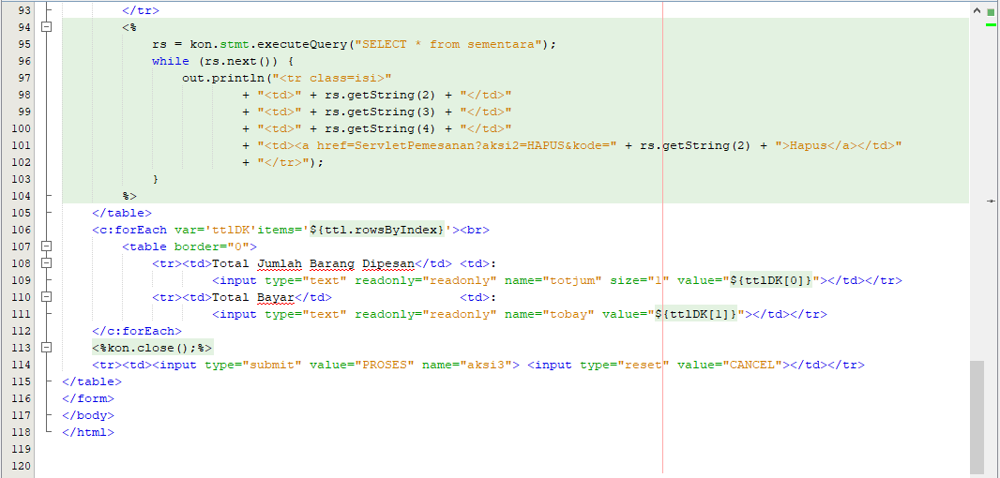 93 </tr>
94 <%
95 rs = kon.stmt.executeQuery("SELECT * from sementara");
96 while (rs.next()) {
97 out.println("<tr class=isi>"
98 + "<td>" + rs.getString(2) + "</td>"
99 + "<td>" + rs.getString(3) + "</td>"
100 + "<td>" + rs.getString(4) + "</td>"
101 + "<td><a href=ServletPemesanan?aksi2=HAPUS&kode=" + rs.getString(2) + ">Hapus</a></td>"
102 + "</tr>");
103 }
104 %>
105 </table>
106 <c:forEach var='ttlDK'items='${ttl.rowsByIndex}'><br>
107 <table border="0">
108 <tr><td>Total Jumlah Barang Dipesan</td> <td>:
109 <input type="text" readonly="readonly" name="totjum" size="1" value="${ttlDK[0]}"></td></tr>
110 <tr><td>Total Bayar</td> <td>:
111 <input type="text" readonly="readonly" name="tobay" value="${ttlDK[1]}"></td></tr>
112 </c:forEach>
113 <%kon.close();%>
114 <tr><td><input type="submit" value="PROSES" name="aksi3"> <input type="reset" value="CANCEL"></td></tr>
115 </table>
116 </form>
117 </body>
118 </html>
119
120